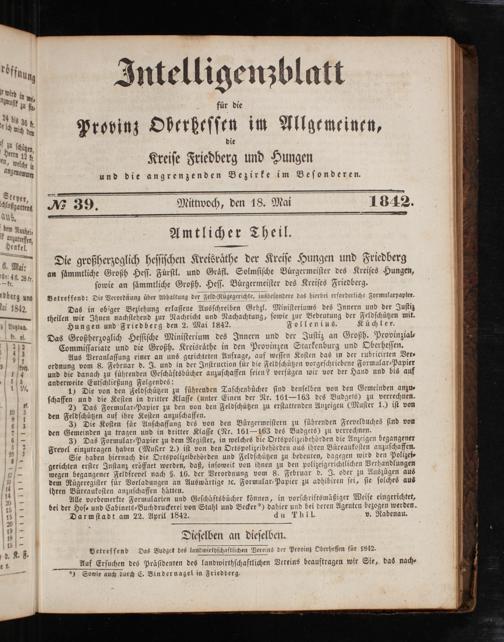 Intelligenzblatt
für die
Provinz Oberhessen im Allgemeinen,
die
Kreise Friedberg und Hungen
und die angrenzenden Bezirke im Besonderen.
№ 39. Mittwoch, den 18. Mai 1842.
Amtlicher Theil.
Die großherzoglich hessischen Kreisräthe der Kreise Hungen und Friedberg
an sämmtliche Großh. Hess. Fürstl. und Gräfl. Solmsische Bürgermeister des Kreises Hungen,
sowie an sämmtliche Großh. Hess. Bürgermeister des Kreises Friedberg.
Betreffend: Die Verordnung über Abhaltung der Feld-Rügegerichte, insbesondere das hierbei erforderliche Formularpapier.
Das in obiger Beziehung erlassene Ausschreiben Großh. Ministeriums des Innern und der Justiz
theilen wir Ihnen nachstehend zur Nachricht und Nachachtung, sowie zur Bedeutung der Feldschützen mit.
Hungen und Friedberg den 2. Mai 1842. Follenius. Küchler.
Das Großherzoglich Hessische Ministerium des Innern und der Justiz an Großh. Provinzial-
Commissariate und die Großh. Kreisräthe in den Provinzen Starkenburg und Oberhessen.
Aus Veranlassung einer an uns gerichteten Anfrage, auf wessen Kosten das in der rubricirten Ver-
ordnung vom 8. Februar d. J. und in der Instruction für die Feldschützen vorgeschriebene Formular-Papier
und die danach zu führenden Geschäftsbücher anzuschaffen seien? verfügen wir vor der Hand und bis auf
anderweite Entschließung Folgendes:
1) Die von den Feldschützen zu führenden Taschenbücher sind denselben von den Gemeinden anzu-
schaffen und die Kosten in dritter Klasse (unter Einen der Nr. 161—163 des Budgets) zu verrechnen.
2) Das Formular-Papier zu den von den Feldschützen zu erstattenden Anzeigen (Muster 1.) ist von
den Feldschützen auf ihre Kosten anzuschaffen.
3) Die Kosten für Anschaffung des von den Bürgermeistern zu führenden Frevelbuches sind von
den Gemeinden zu tragen und in dritter Klasse (Nr. 161—163 des Budgets) zu verrechnen.
3) Das Formular-Papier zu dem Register, in welches die Ortspolizeibehörden die Anzeigen begangener
Frevel einzutragen haben (Muster 2.) ist von den Ortspolizeibehörden aus ihren Büreaukosten anzuschaffen.
Sie haben hiernach die Ortspolizeibehörden und Feldschützen zu bedeuten, dagegen wird den Polizei-
gerichten erster Instanz eröffnet werden, daß, insoweit von ihnen zu den polizeigerichtlichen Verhandlungen
wegen begangener Feldfrevel nach §. 16. der Verordnung vom 8. Februar d. J. oder zu Auszügen aus
dem Rügeregister für Vorladungen an Auswärtige ꝛc. Formular-Papier zu adhibiren sei, sie solches aus
ihren Büreaukosten anzuschaffen hätten.
Alle vorbemerkte Formularien und Geschäftsbücher können, in vorschriftsmäßiger Weise eingerichtet,
bei der Hof- und Cabinets-Buchdruckerei von Stahl und Becker*) dahier und bei deren Agenten bezogen werden.
Darmstadt am 22. April 1842. du Thil. v. Rabenau.
Dieselben an dieselben.
Betreffend Das Budget des landwirthschaftlichen Vereins der Provinz Oberhessen für 1842.
Auf Ersuchen des Präsidenten des landwirthschaftlichen Vereins beauftragen wir Sie, das nach-
*) Sowie auch durch C. Bindernagel in Friedberg.